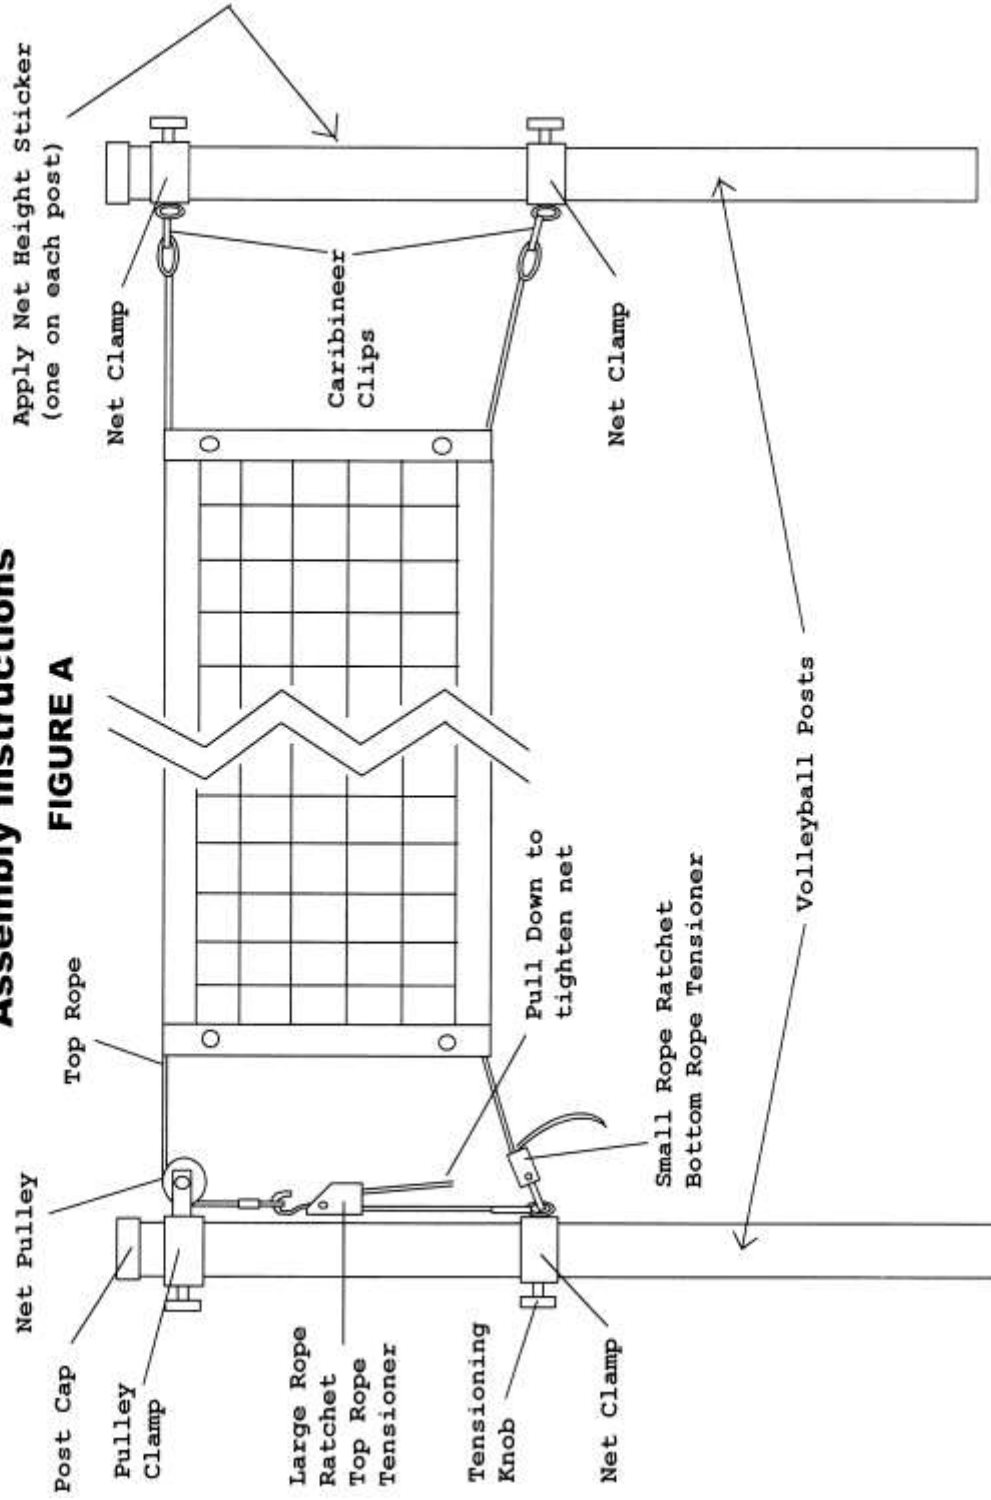 Assembly Instructions
FIGURE A
Apply Net Height Sticker
(one on each post)
Net Pulley
Top Rope
Post Cap
Pulley
Clamp
Net Clamp
Caribineer
Clips
Large Rope
Ratchet
Top Rope
Tensioner
Pull Down to
tighten net
Tensioning
Knob
Net Clamp
Small Rope Ratchet
Bottom Rope Tensioner
Net Clamp
Volleyball Posts